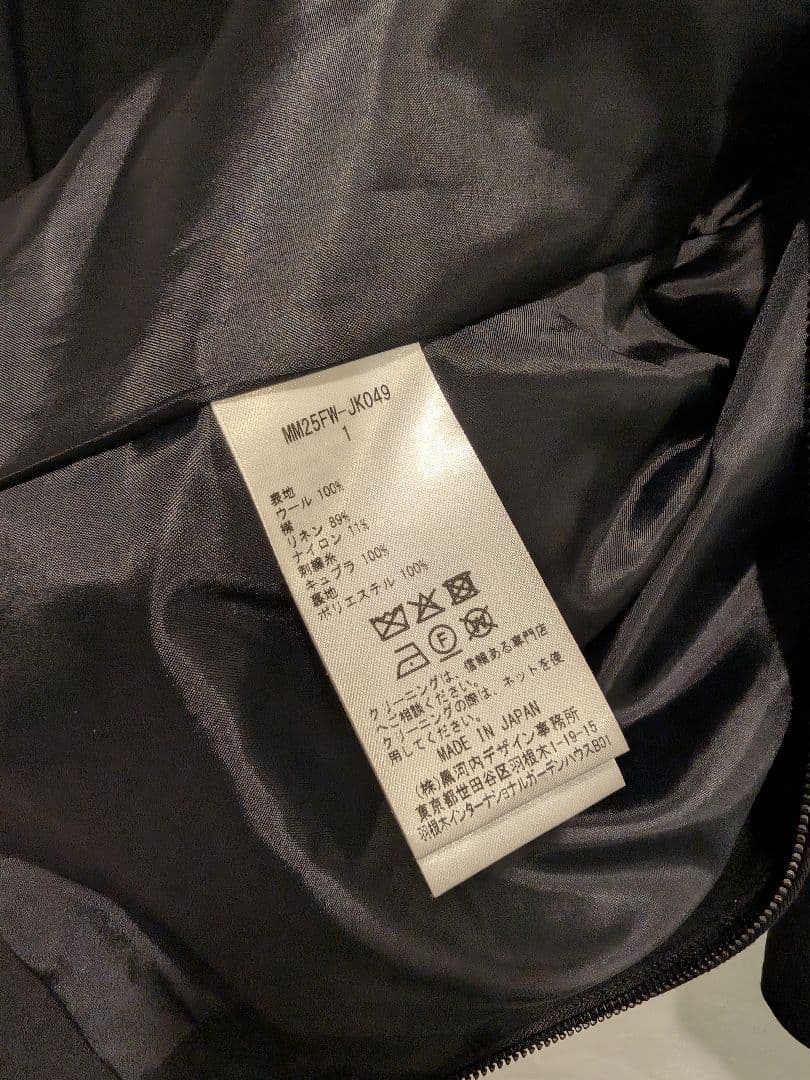 MM25FW-JK049
1
表地
ウール 100%
横
リネン 89%
ナイロン 11%
刺繍糸
キュプラ 100%
裏地
ポリエステル 100%
F
W
クリーニングは、信頼ある専門店
へご相談ください。
クリーニングの際は、ネットを使
用してください。
MADE IN JAPAN
(株)黒河内デザイン事務所
東京都世田谷区羽根木1-19-15
羽根木インターナショナルガーデンハウスB01